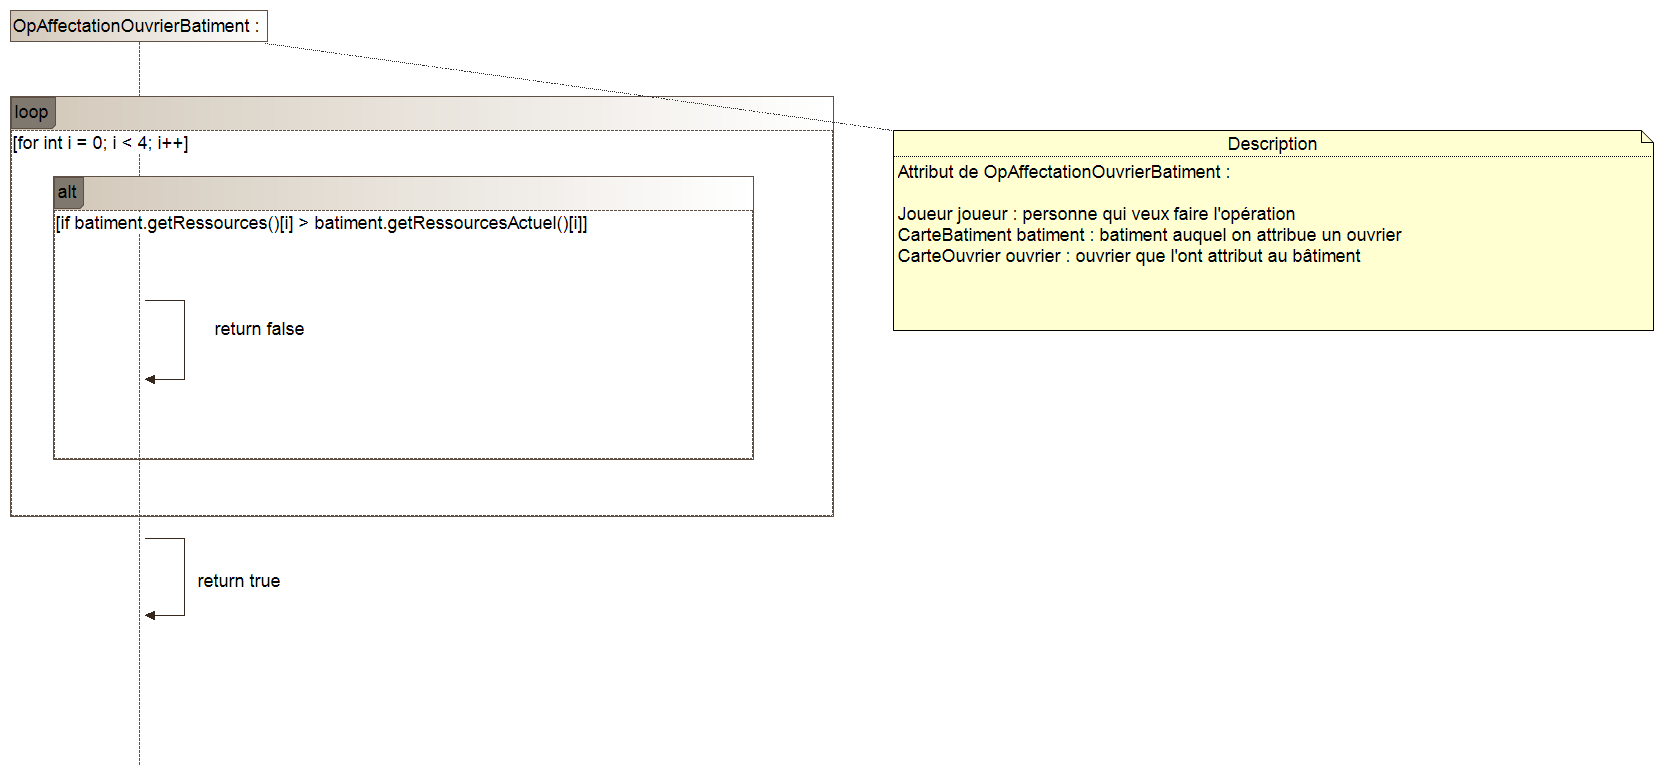 OpAffectationOuvrierBatiment :
loop
[for int i = 0; i < 4; i++]
alt
[if batiment.getRessources()[i] > batiment.getRessourcesActuel()[i]]
return false
return true
Description
Attribut de OpAffectationOuvrierBatiment :
Joueur joueur : personne qui veux faire l'opération
CarteBatiment batiment : batiment auquel on attribue un ouvrier
CarteOuvrier ouvrier : ouvrier que l'ont attribut au bâtiment